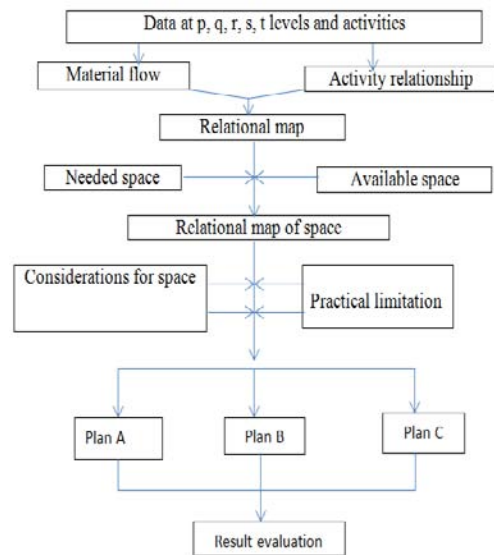 Data at p, q, r, s, t levels and activitics
Material flow
Activity relationship
Relational map
Needed space
Available space
Relational map of space
Considerations for space
Practical limitation
Plan A
Plan B
Plan C
Result evaluation